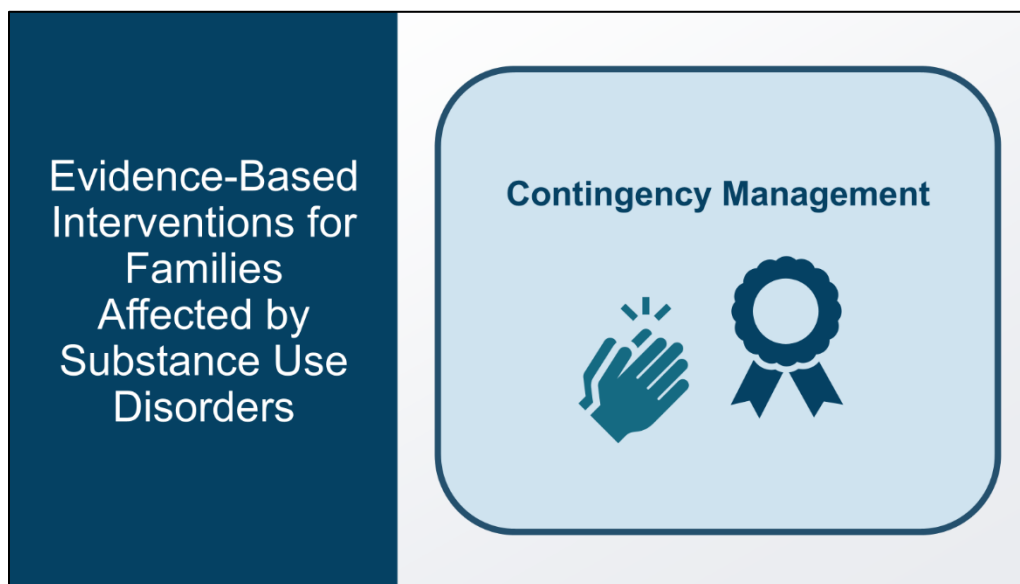 Evidence-Based
Interventions for
Families
Affected by
Substance Use
Disorders
Contingency Management